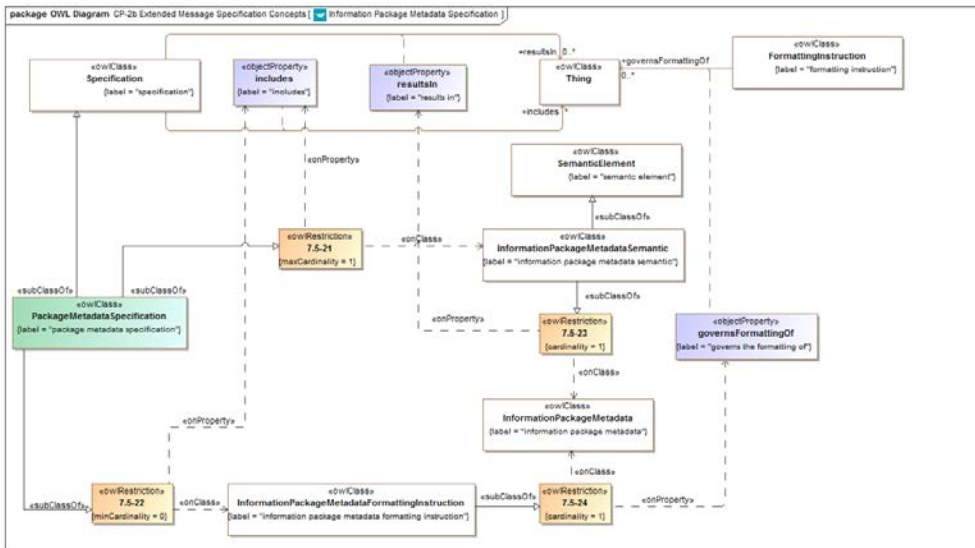 package OWL Diagram CP-2b Extended Message Specification Concepts [ Information Package Metadata Specification ]
«owlClass»
Specification
{label = "specification"}
«objectProperty»
includes
{label = "includes"}
«objectProperty»
resultsIn
{label = "results in"}
+resultsIn 0..*
«owlClass»
Thing
+includes *
+governsFormattingOf
0..*
«owlClass»
FormattingInstruction
{label = "formatting instruction"}
«onProperty»
«owlClass»
SemanticElement
{label = "semantc element"}
«subClassOf»
«owlRestriction»
7.5-21
{maxCardinality = 1}
«onClass»
«owlClass»
InformationPackageMetadataSemantic
{label = "information package metadata semantic"}
«subClassOf»
«subClassOf»
«subClassOf»
«owlClass»
PackageMetadataSpecification
{label = "package metadata specification"}
«onProperty»
«owlRestriction»
7.5-23
{cardinality = 1}
«objectProperty»
governsFormattingOf
{label = "governs the formatting of"}
«onClass»
«owlClass»
InformationPackageMetadata
{label = "information package metadata"}
«onProperty»
«onClass»
«subClassOf»
«owlRestriction»
7.5-22
{minCardinality = 0}
«onClass»
«owlClass»
InformationPackageMetadataFormattingInstruction
{label = "information package metadata formatting instruction"}
«subClassOf»
«owlRestriction»
7.5-24
{cardinality = 1}
«onProperty»